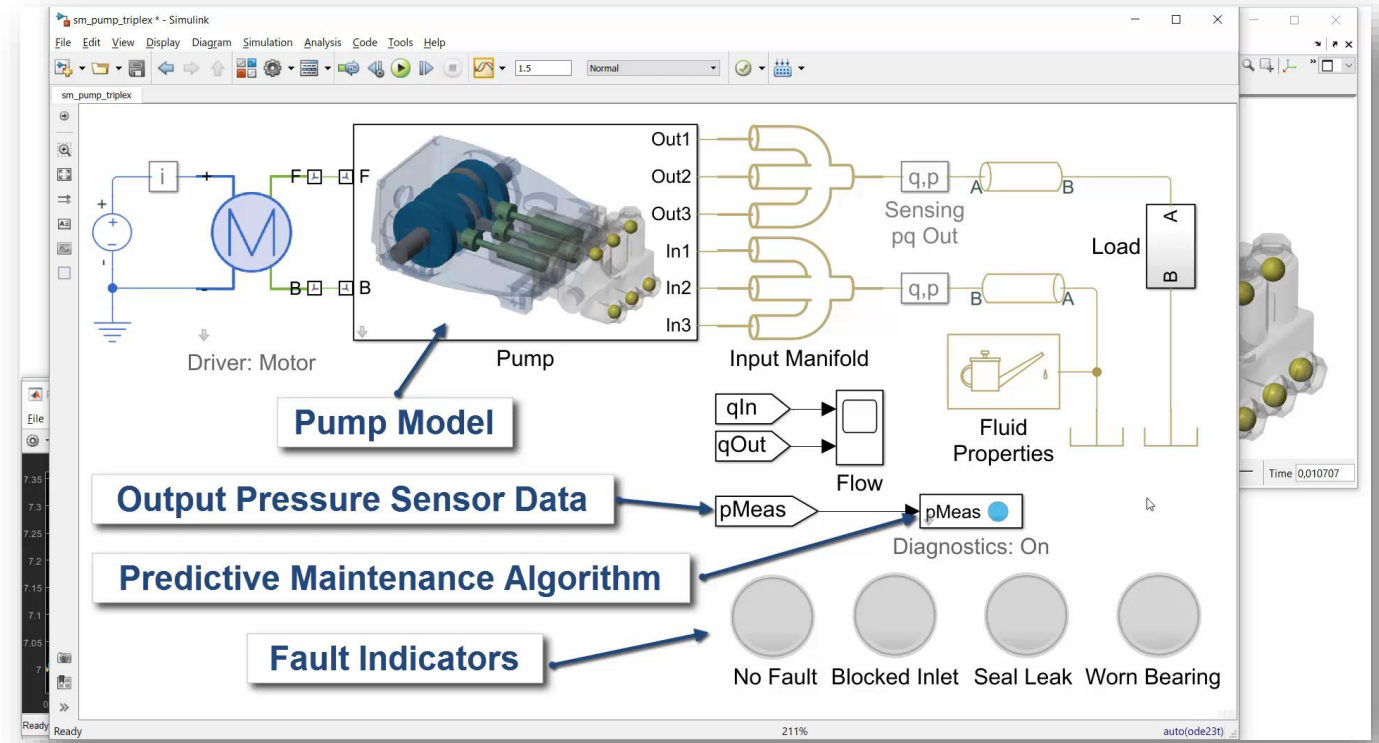 sm_pump_triplex * - Simulink
File Edit View Display Diagram Simulation Analysis Code Tools Help
1.5 Normal
sm_pump_triplex
i
+
-
+
-
M
F F
B B
Out1
Out2
Out3
In1
In2
In3
q,p
A B
Sensing
pq Out
q,p
B A
Load
A
B
Driver: Motor
Pump
Input Manifold
Pump Model
qIn
qOut
Flow
Fluid
Properties
Output Pressure Sensor Data
pMeas
pMeas
Diagnostics: On
Predictive Maintenance Algorithm
Fault Indicators
No Fault Blocked Inlet Seal Leak Worn Bearing
Ready 211% auto(ode23t)
File
7.35
7.3
7.25
7.2
7.15
7.1
7.05
7
0
Ready
Time 0,010707